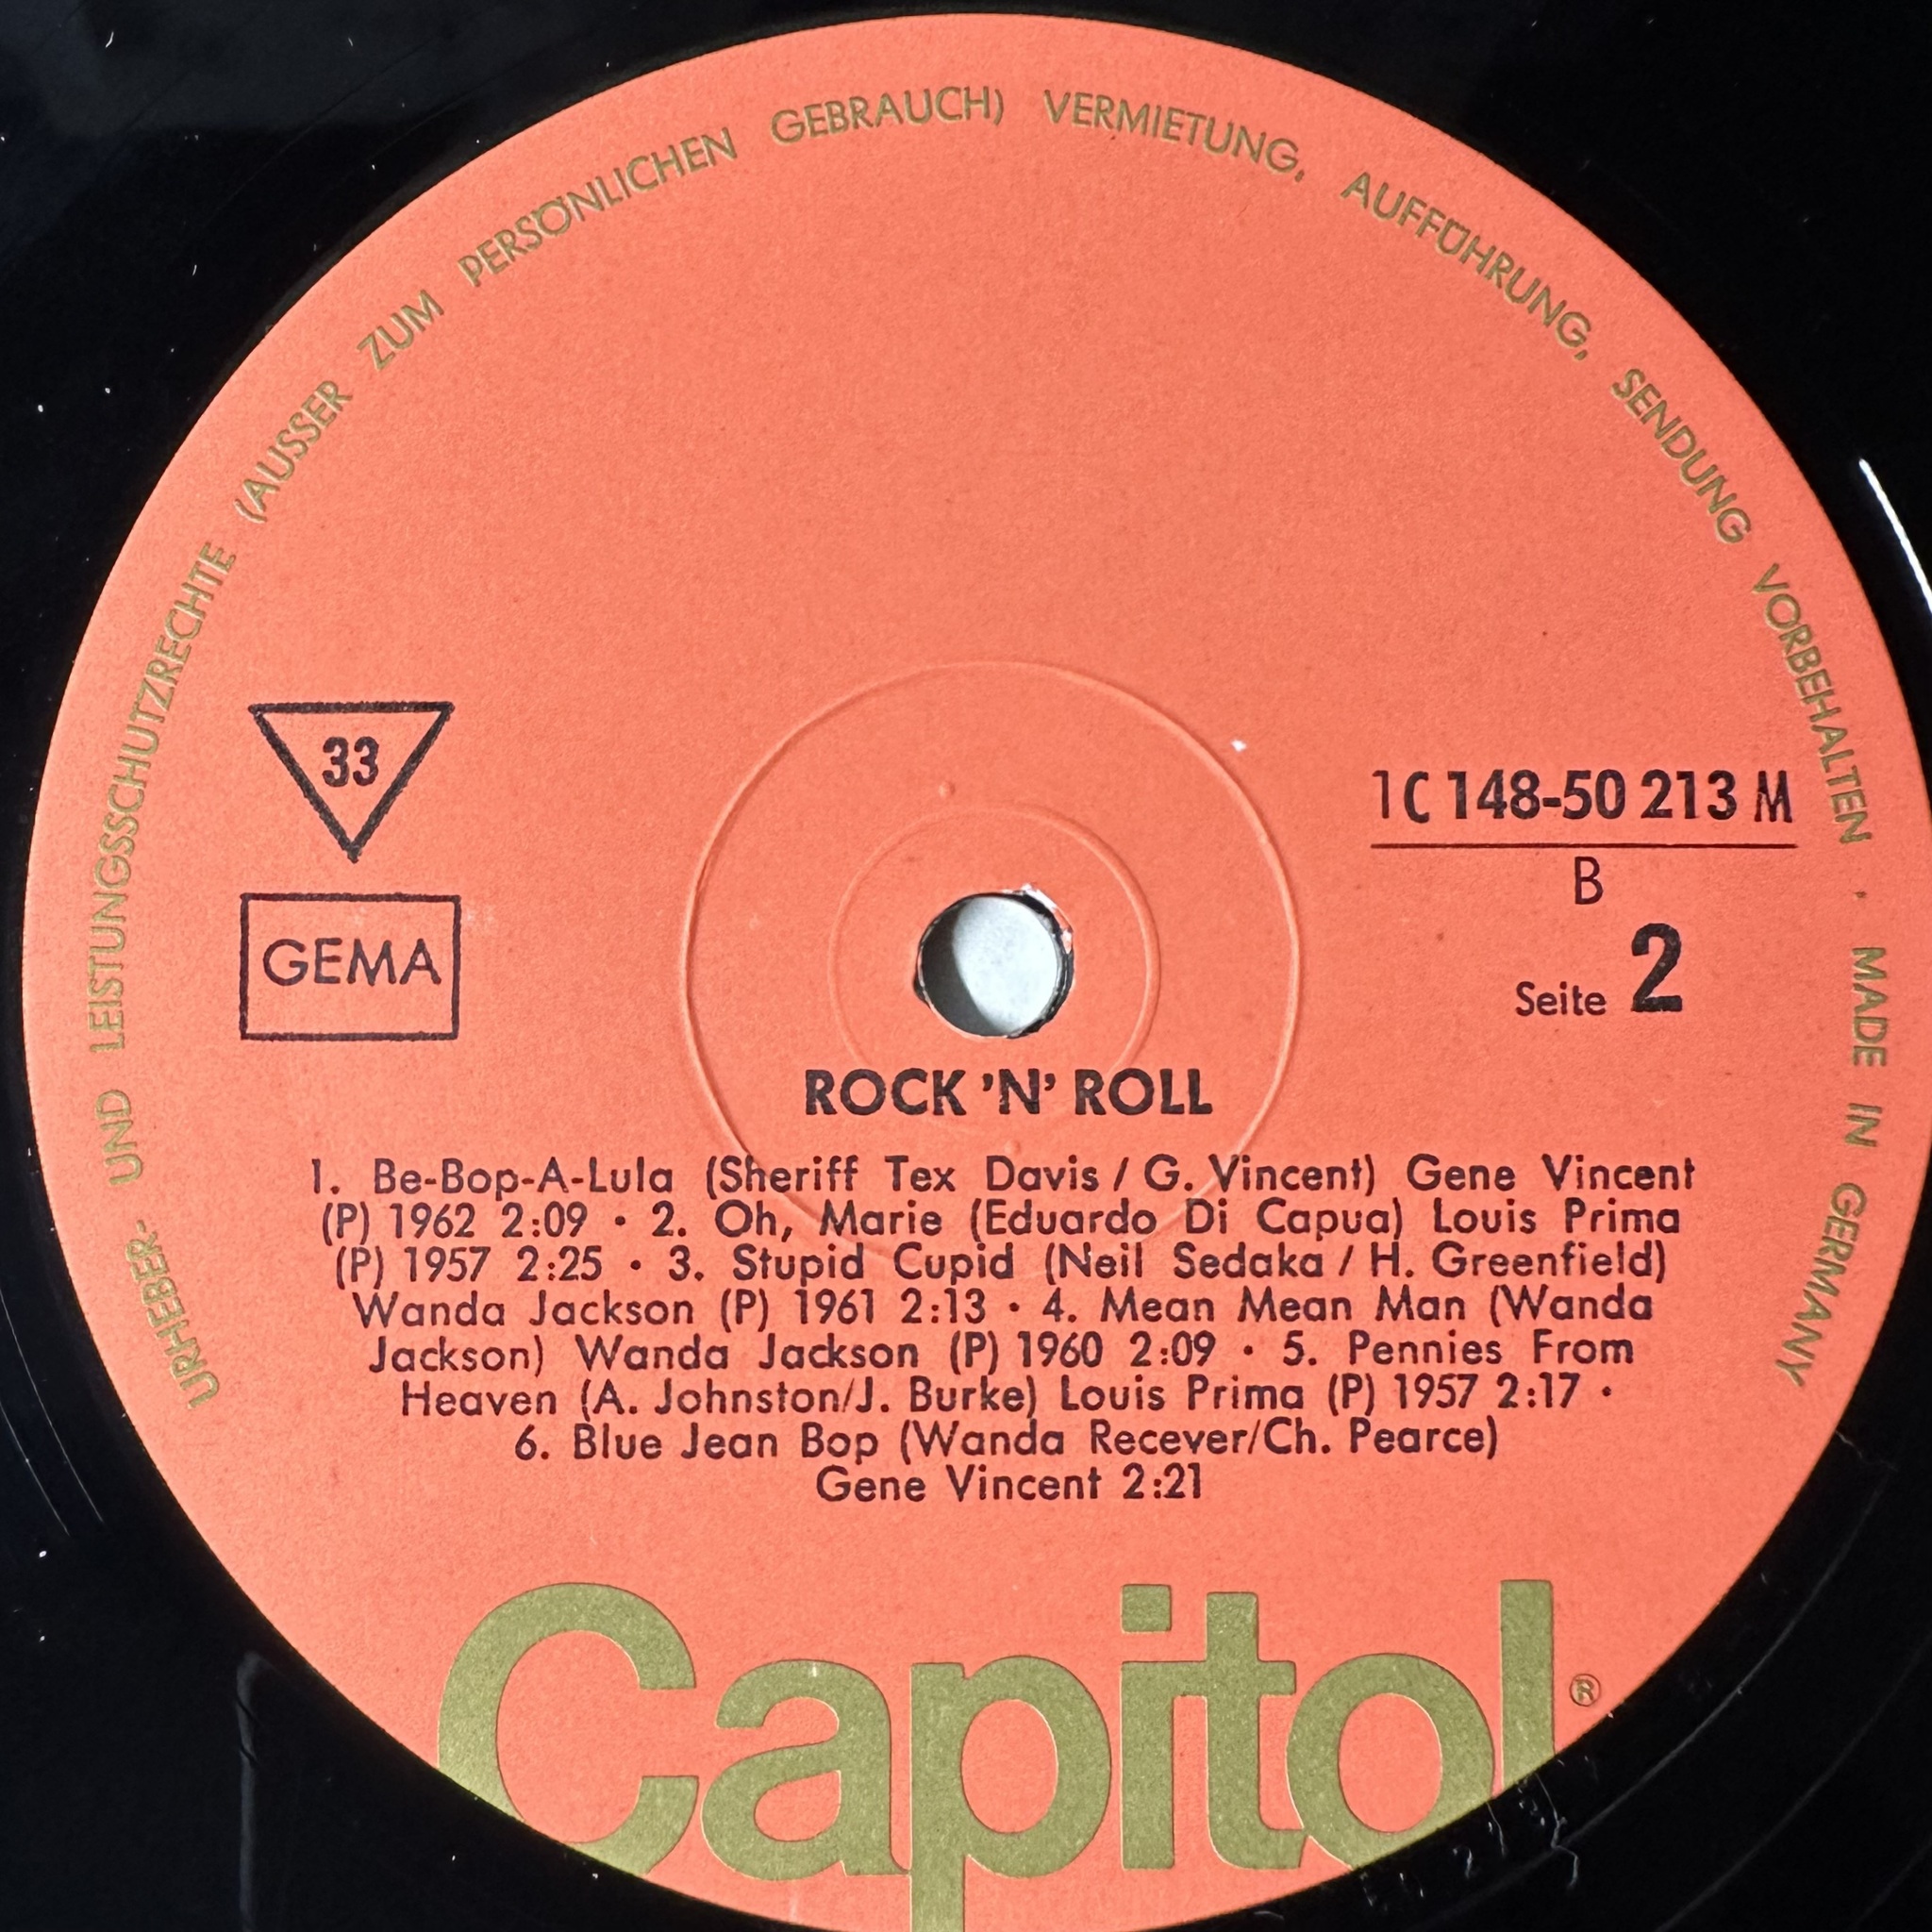 URHEBER- UND LEISTUNGSSCHUTZRECHTE (AUSSER ZUM PERSÖNLICHEN GEBRAUCH) VERMIETUNG, AUFFÜHRUNG, SENDUNG VORBEHALTEN · MADE IN GERMANY
33
GEMA
1C 148-50 213 M
B
Seite 2
ROCK ’N’ ROLL
1. Be-Bop-A-Lula (Sheriff Tex Davis / G. Vincent) Gene Vincent
(P) 1962 2:09 · 2. Oh, Marie (Eduardo Di Capua) Louis Prima
(P) 1957 2:25 · 3. Stupid Cupid (Neil Sedaka / H. Greenfield)
Wanda Jackson (P) 1961 2:13 · 4. Mean Mean Man (Wanda
Jackson) Wanda Jackson (P) 1960 2:09 · 5. Pennies From
Heaven (A. Johnston/J. Burke) Louis Prima (P) 1957 2:17 ·
6. Blue Jean Bop (Wanda Recever/Ch. Pearce)
Gene Vincent 2:21
Capitol®